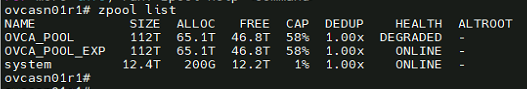 ovcasn01r1# zpool list
NAME SIZE ALLOC FREE CAP DEDUP HEALTH ALTROOT
OVCA_POOL 112T 65.1T 46.8T 58% 1.00x DEGRADED -
OVCA_POOL_EXP 112T 65.1T 46.8T 58% 1.00x ONLINE -
system 12.4T 200G 12.2T 1% 1.00x ONLINE -
ovcasn01r1#
ovcasn01r1#